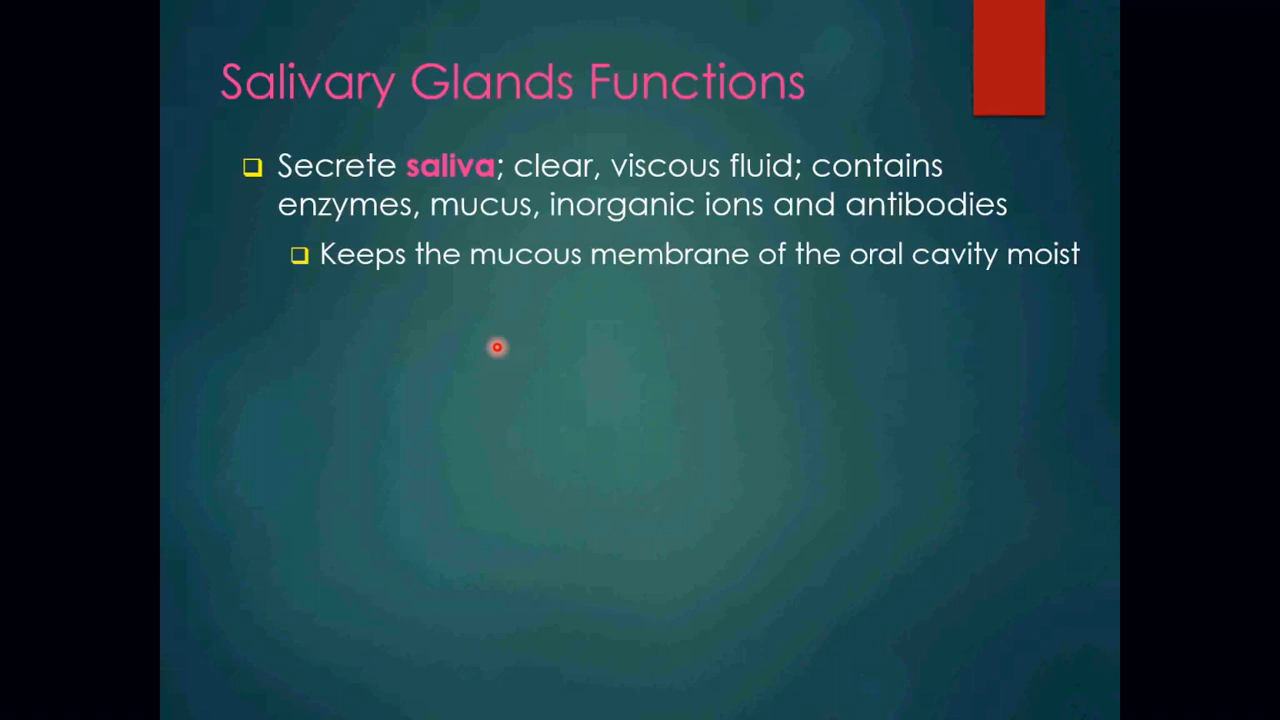 Salivary Glands Functions
Secrete saliva; clear, viscous fluid; contains
enzymes, mucus, inorganic ions and antibodies
Keeps the mucous membrane of the oral cavity moist